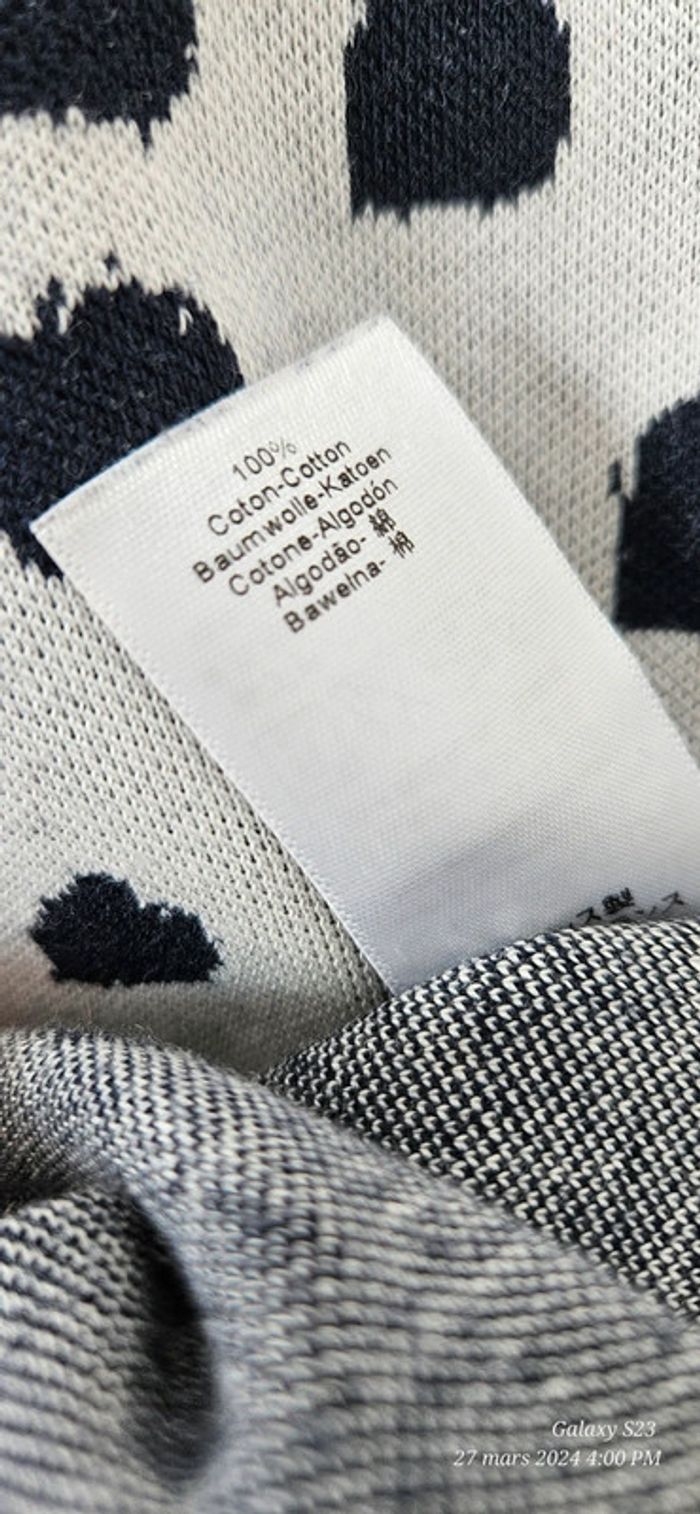 100%
Coton-Cotton
Baumwolle-Katoen
Cotone-Algodón
Algodão- 綿
Bawełna- 棉
Galaxy S23
27 mars 2024 4:00 PM